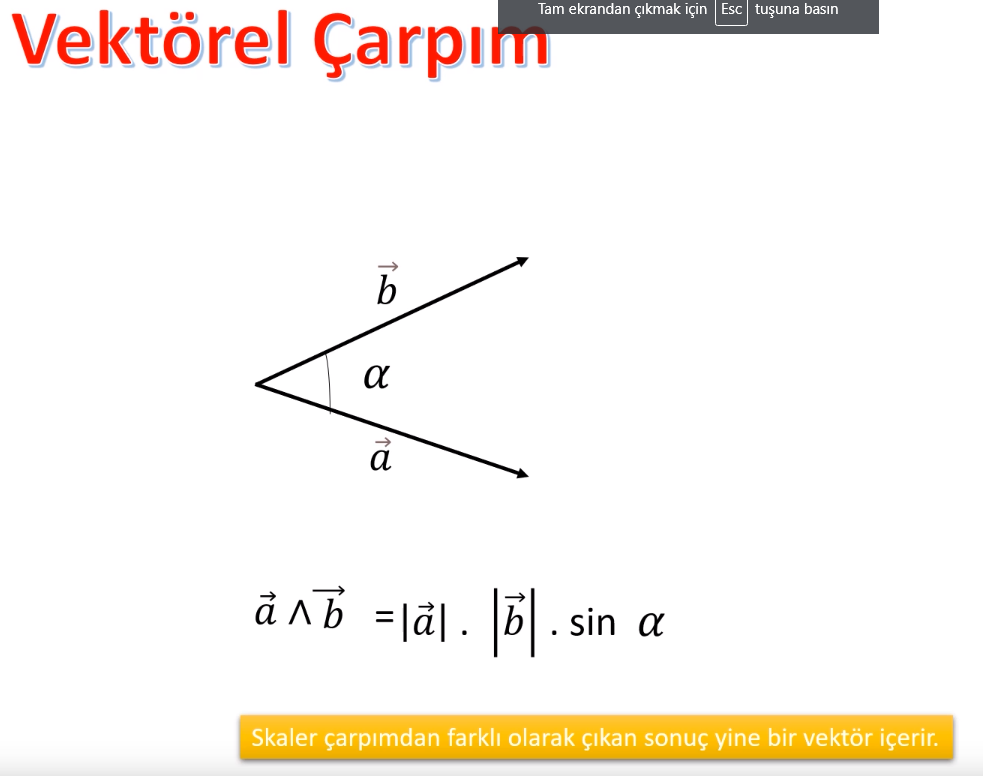 Tam ekrandan çıkmak için Esc tuşuna basın
Vektörel Çarpım
b⃗
α
a⃗
a⃗ ∧ b⃗ = |a⃗| . |b⃗| . sin α
Skaler çarpımdan farklı olarak çıkan sonuç yine bir vektör içerir.